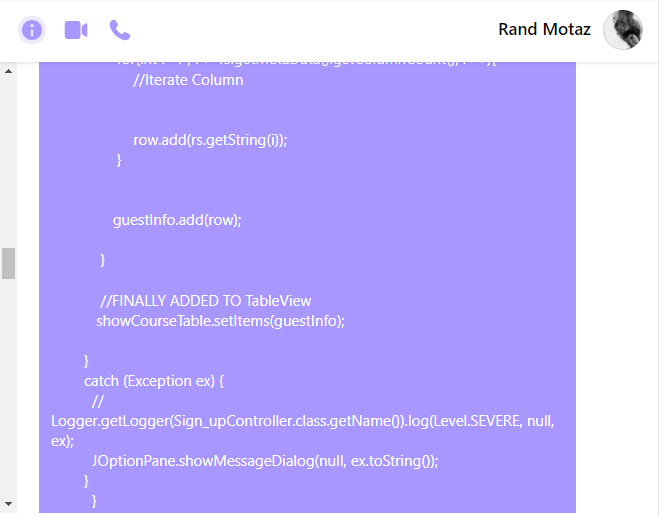 Rand Motaz
//Iterate Column
row.add(rs.getString(i));
}
guestInfo.add(row);
}
//FINALLY ADDED TO TableView
showCourseTable.setItems(guestInfo);
}
catch (Exception ex) {
//
Logger.getLogger(Sign_upController.class.getName()).log(Level.SEVERE, null,
ex);
JOptionPane.showMessageDialog(null, ex.toString());
}
}